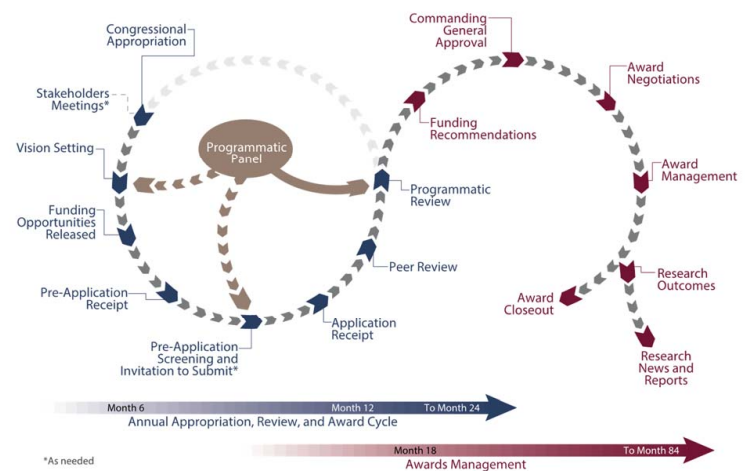 Congressional
Appropriation
Stakeholders
Meetings*
Vision Setting
Funding
Opportunities
Released
Pre-Application
Receipt
Pre-Application
Screening and
Invitation to Submit*
Application
Receipt
Peer Review
Programmatic
Review
Programmatic
Panel
Funding
Recommendations
Commanding
General
Approval
Award
Negotiations
Award
Management
Research
Outcomes
Award
Closeout
Research
News and
Reports
Month 6
Month 12
To Month 24
Annual Appropriation, Review, and Award Cycle
Month 18
To Month 84
Awards Management
*As needed